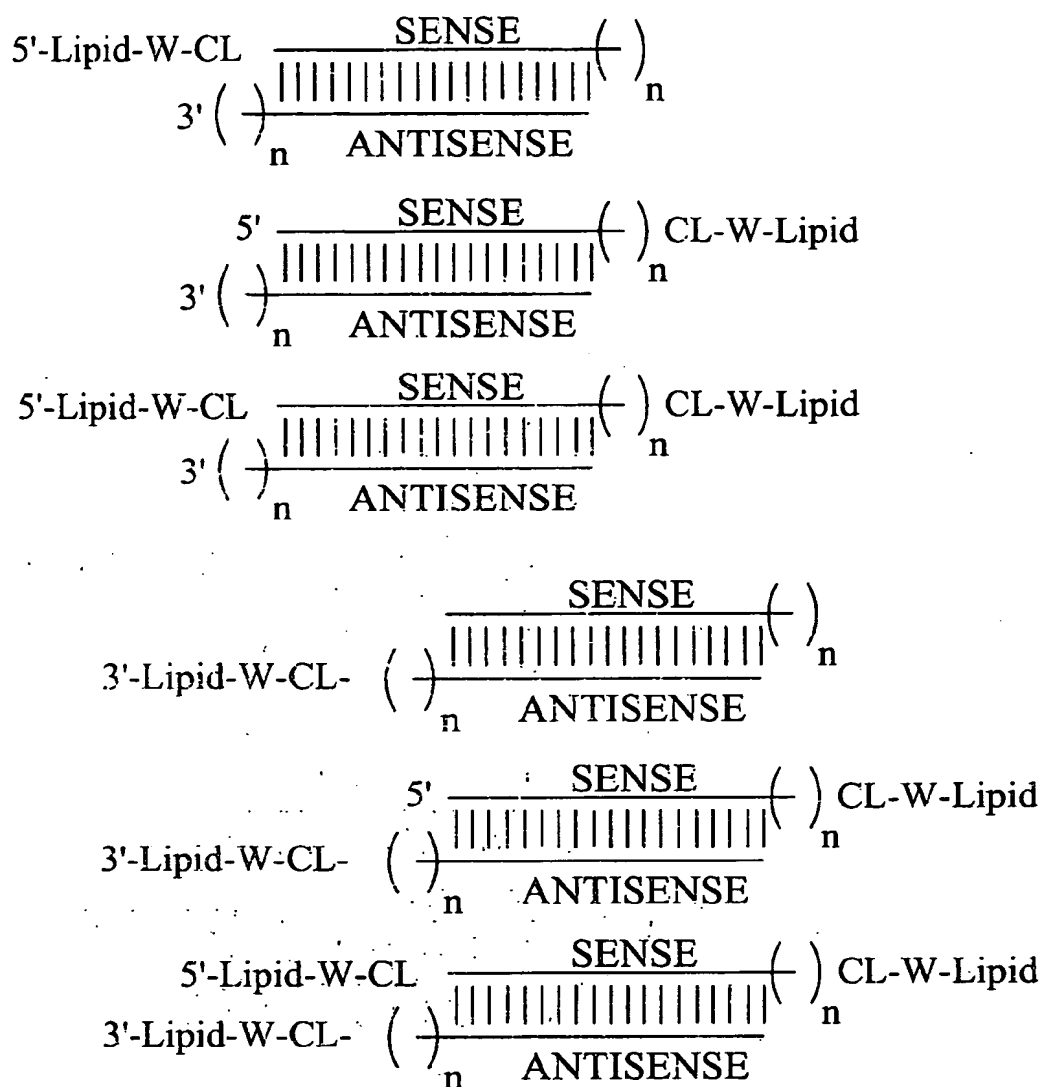 SENSE
5'-Lipid-W-CL ( )n
3' ( )n ANTISENSE
SENSE
5' ( )n CL-W-Lipid
3' ( )n ANTISENSE
SENSE
5'-Lipid-W-CL ( )n CL-W-Lipid
3' ( )n ANTISENSE
SENSE
( )n
3'-Lipid-W-CL- ( )n ANTISENSE
SENSE
5' ( )n CL-W-Lipid
3'-Lipid-W-CL- ( )n ANTISENSE
SENSE
5'-Lipid-W-CL ( )n CL-W-Lipid
3'-Lipid-W-CL- ( )n ANTISENSE